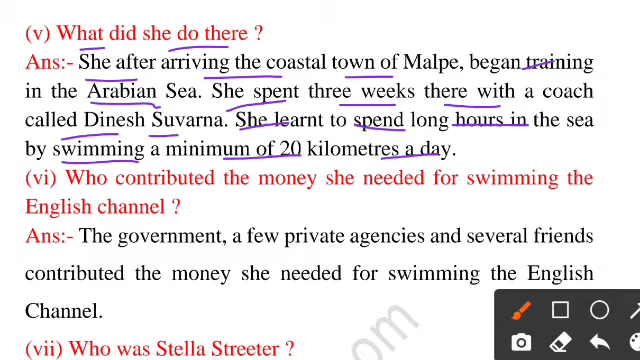 (v) What did she do there ?
Ans:- She after arriving the coastal town of Malpe, began training
in the Arabian Sea. She spent three weeks there with a coach
called Dinesh Suvarna. She learnt to spend long hours in the sea
by swimming a minimum of 20 kilometres a day.
(vi) Who contributed the money she needed for swimming the
English channel ?
Ans:- The government, a few private agencies and several friends
contributed the money she needed for swimming the English
Channel.
(vii) Who was Stella Streeter ?
om